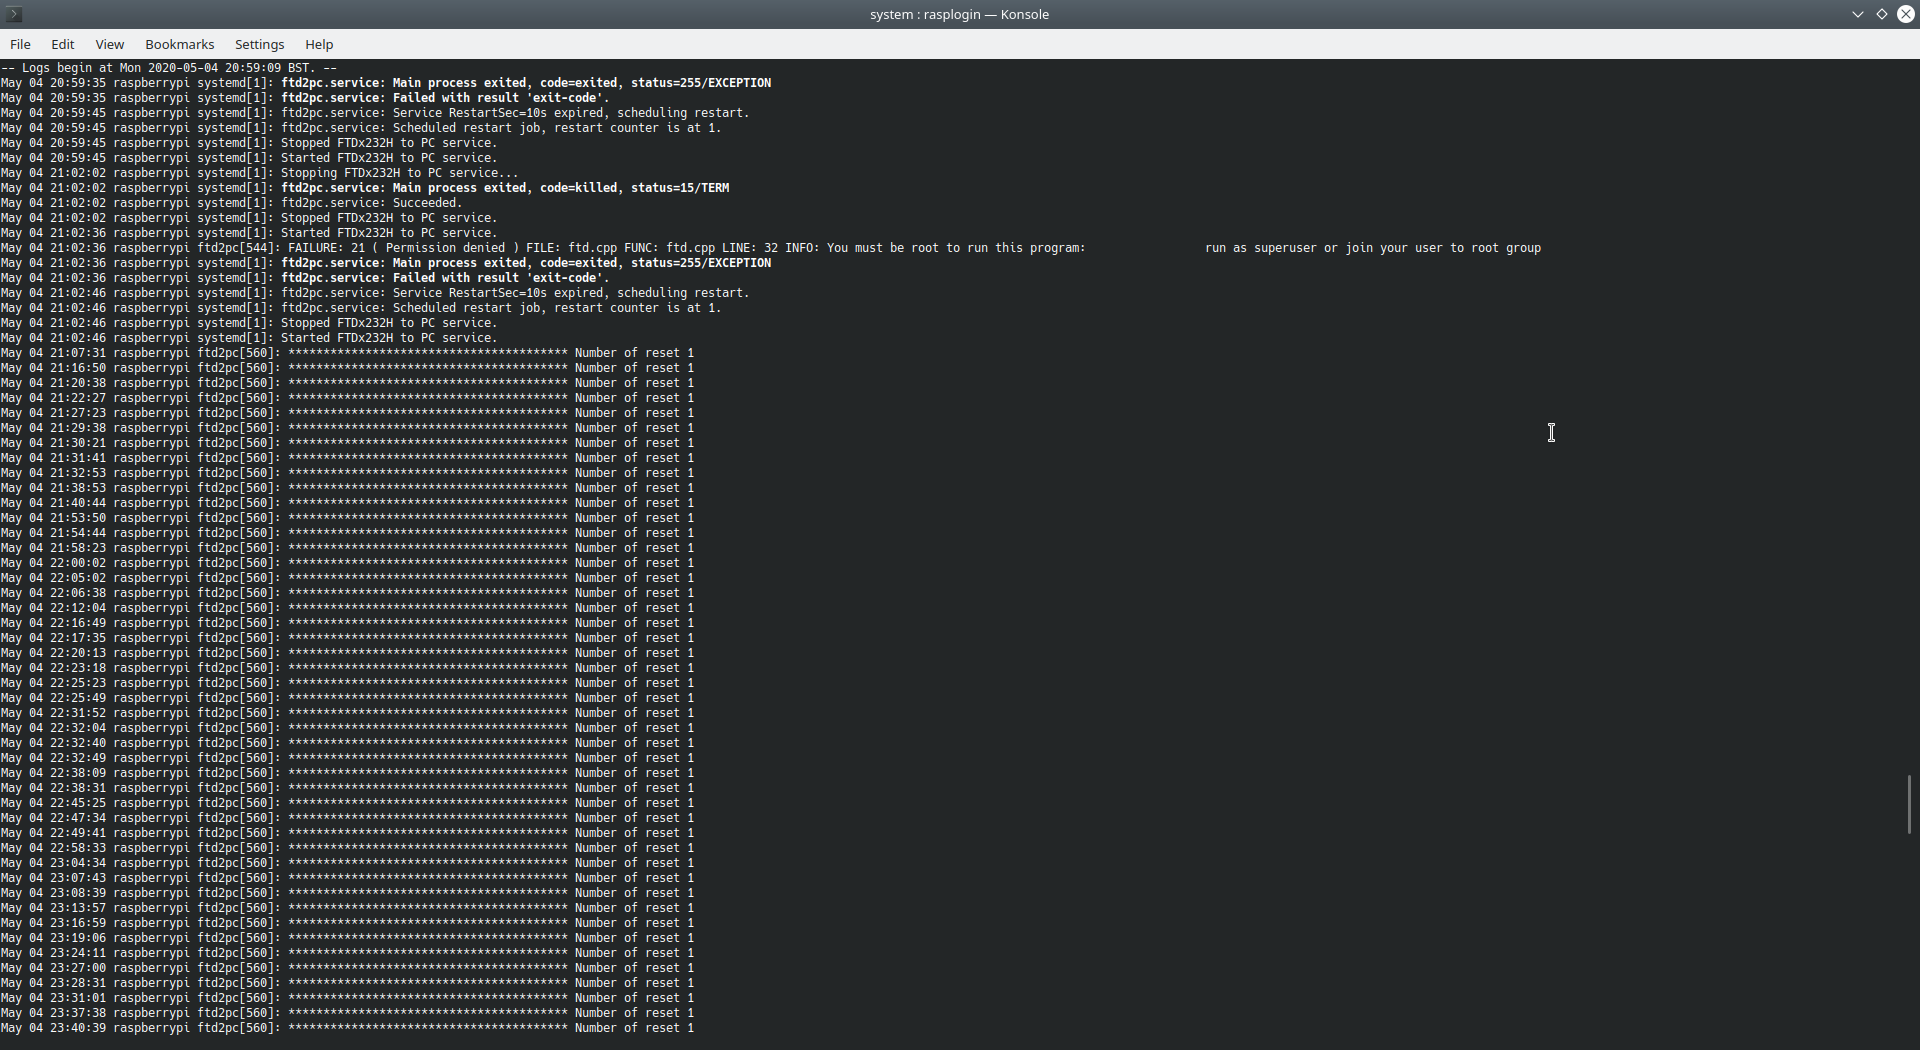 system : rasplogin — Konsole
File Edit View Bookmarks Settings Help
-- Logs begin at Mon 2020-05-04 20:59:09 BST. --
May 04 20:59:35 raspberrypi systemd[1]: ftd2pc.service: Main process exited, code=exited, status=255/EXCEPTION
May 04 20:59:35 raspberrypi systemd[1]: ftd2pc.service: Failed with result 'exit-code'.
May 04 20:59:45 raspberrypi systemd[1]: ftd2pc.service: Service RestartSec=10s expired, scheduling restart.
May 04 20:59:45 raspberrypi systemd[1]: ftd2pc.service: Scheduled restart job, restart counter is at 1.
May 04 20:59:45 raspberrypi systemd[1]: Stopped FTDx232H to PC service.
May 04 20:59:45 raspberrypi systemd[1]: Started FTDx232H to PC service.
May 04 21:02:02 raspberrypi systemd[1]: Stopping FTDx232H to PC service...
May 04 21:02:02 raspberrypi systemd[1]: ftd2pc.service: Main process exited, code=killed, status=15/TERM
May 04 21:02:02 raspberrypi systemd[1]: ftd2pc.service: Succeeded.
May 04 21:02:02 raspberrypi systemd[1]: Stopped FTDx232H to PC service.
May 04 21:02:36 raspberrypi systemd[1]: Started FTDx232H to PC service.
May 04 21:02:36 raspberrypi ftd2pc[544]: FAILURE: 21 ( Permission denied ) FILE: ftd.cpp FUNC: ftd.cpp LINE: 32 INFO: You must be root to run this program:                 run as superuser or join your user to root group
May 04 21:02:36 raspberrypi systemd[1]: ftd2pc.service: Main process exited, code=exited, status=255/EXCEPTION
May 04 21:02:36 raspberrypi systemd[1]: ftd2pc.service: Failed with result 'exit-code'.
May 04 21:02:46 raspberrypi systemd[1]: ftd2pc.service: Service RestartSec=10s expired, scheduling restart.
May 04 21:02:46 raspberrypi systemd[1]: ftd2pc.service: Scheduled restart job, restart counter is at 1.
May 04 21:02:46 raspberrypi systemd[1]: Stopped FTDx232H to PC service.
May 04 21:02:46 raspberrypi systemd[1]: Started FTDx232H to PC service.
May 04 21:07:31 raspberrypi ftd2pc[560]: **************************************** Number of reset 1
May 04 21:16:50 raspberrypi ftd2pc[560]: **************************************** Number of reset 1
May 04 21:20:38 raspberrypi ftd2pc[560]: **************************************** Number of reset 1
May 04 21:22:27 raspberrypi ftd2pc[560]: **************************************** Number of reset 1
May 04 21:27:23 raspberrypi ftd2pc[560]: **************************************** Number of reset 1
May 04 21:29:38 raspberrypi ftd2pc[560]: **************************************** Number of reset 1
May 04 21:30:21 raspberrypi ftd2pc[560]: **************************************** Number of reset 1
May 04 21:31:41 raspberrypi ftd2pc[560]: **************************************** Number of reset 1
May 04 21:32:53 raspberrypi ftd2pc[560]: **************************************** Number of reset 1
May 04 21:38:53 raspberrypi ftd2pc[560]: **************************************** Number of reset 1
May 04 21:40:44 raspberrypi ftd2pc[560]: **************************************** Number of reset 1
May 04 21:53:50 raspberrypi ftd2pc[560]: **************************************** Number of reset 1
May 04 21:54:44 raspberrypi ftd2pc[560]: **************************************** Number of reset 1
May 04 21:58:23 raspberrypi ftd2pc[560]: **************************************** Number of reset 1
May 04 22:00:02 raspberrypi ftd2pc[560]: **************************************** Number of reset 1
May 04 22:05:02 raspberrypi ftd2pc[560]: **************************************** Number of reset 1
May 04 22:06:38 raspberrypi ftd2pc[560]: **************************************** Number of reset 1
May 04 22:12:04 raspberrypi ftd2pc[560]: **************************************** Number of reset 1
May 04 22:16:49 raspberrypi ftd2pc[560]: **************************************** Number of reset 1
May 04 22:17:35 raspberrypi ftd2pc[560]: **************************************** Number of reset 1
May 04 22:20:13 raspberrypi ftd2pc[560]: **************************************** Number of reset 1
May 04 22:23:18 raspberrypi ftd2pc[560]: **************************************** Number of reset 1
May 04 22:25:23 raspberrypi ftd2pc[560]: **************************************** Number of reset 1
May 04 22:25:49 raspberrypi ftd2pc[560]: **************************************** Number of reset 1
May 04 22:31:52 raspberrypi ftd2pc[560]: **************************************** Number of reset 1
May 04 22:32:04 raspberrypi ftd2pc[560]: **************************************** Number of reset 1
May 04 22:32:40 raspberrypi ftd2pc[560]: **************************************** Number of reset 1
May 04 22:32:49 raspberrypi ftd2pc[560]: **************************************** Number of reset 1
May 04 22:38:09 raspberrypi ftd2pc[560]: **************************************** Number of reset 1
May 04 22:38:31 raspberrypi ftd2pc[560]: **************************************** Number of reset 1
May 04 22:45:25 raspberrypi ftd2pc[560]: **************************************** Number of reset 1
May 04 22:47:34 raspberrypi ftd2pc[560]: **************************************** Number of reset 1
May 04 22:49:41 raspberrypi ftd2pc[560]: **************************************** Number of reset 1
May 04 22:58:33 raspberrypi ftd2pc[560]: **************************************** Number of reset 1
May 04 23:04:34 raspberrypi ftd2pc[560]: **************************************** Number of reset 1
May 04 23:07:43 raspberrypi ftd2pc[560]: **************************************** Number of reset 1
May 04 23:08:39 raspberrypi ftd2pc[560]: **************************************** Number of reset 1
May 04 23:13:57 raspberrypi ftd2pc[560]: **************************************** Number of reset 1
May 04 23:16:59 raspberrypi ftd2pc[560]: **************************************** Number of reset 1
May 04 23:19:06 raspberrypi ftd2pc[560]: **************************************** Number of reset 1
May 04 23:24:11 raspberrypi ftd2pc[560]: **************************************** Number of reset 1
May 04 23:27:00 raspberrypi ftd2pc[560]: **************************************** Number of reset 1
May 04 23:28:31 raspberrypi ftd2pc[560]: **************************************** Number of reset 1
May 04 23:31:01 raspberrypi ftd2pc[560]: **************************************** Number of reset 1
May 04 23:37:38 raspberrypi ftd2pc[560]: **************************************** Number of reset 1
May 04 23:40:39 raspberrypi ftd2pc[560]: **************************************** Number of reset 1